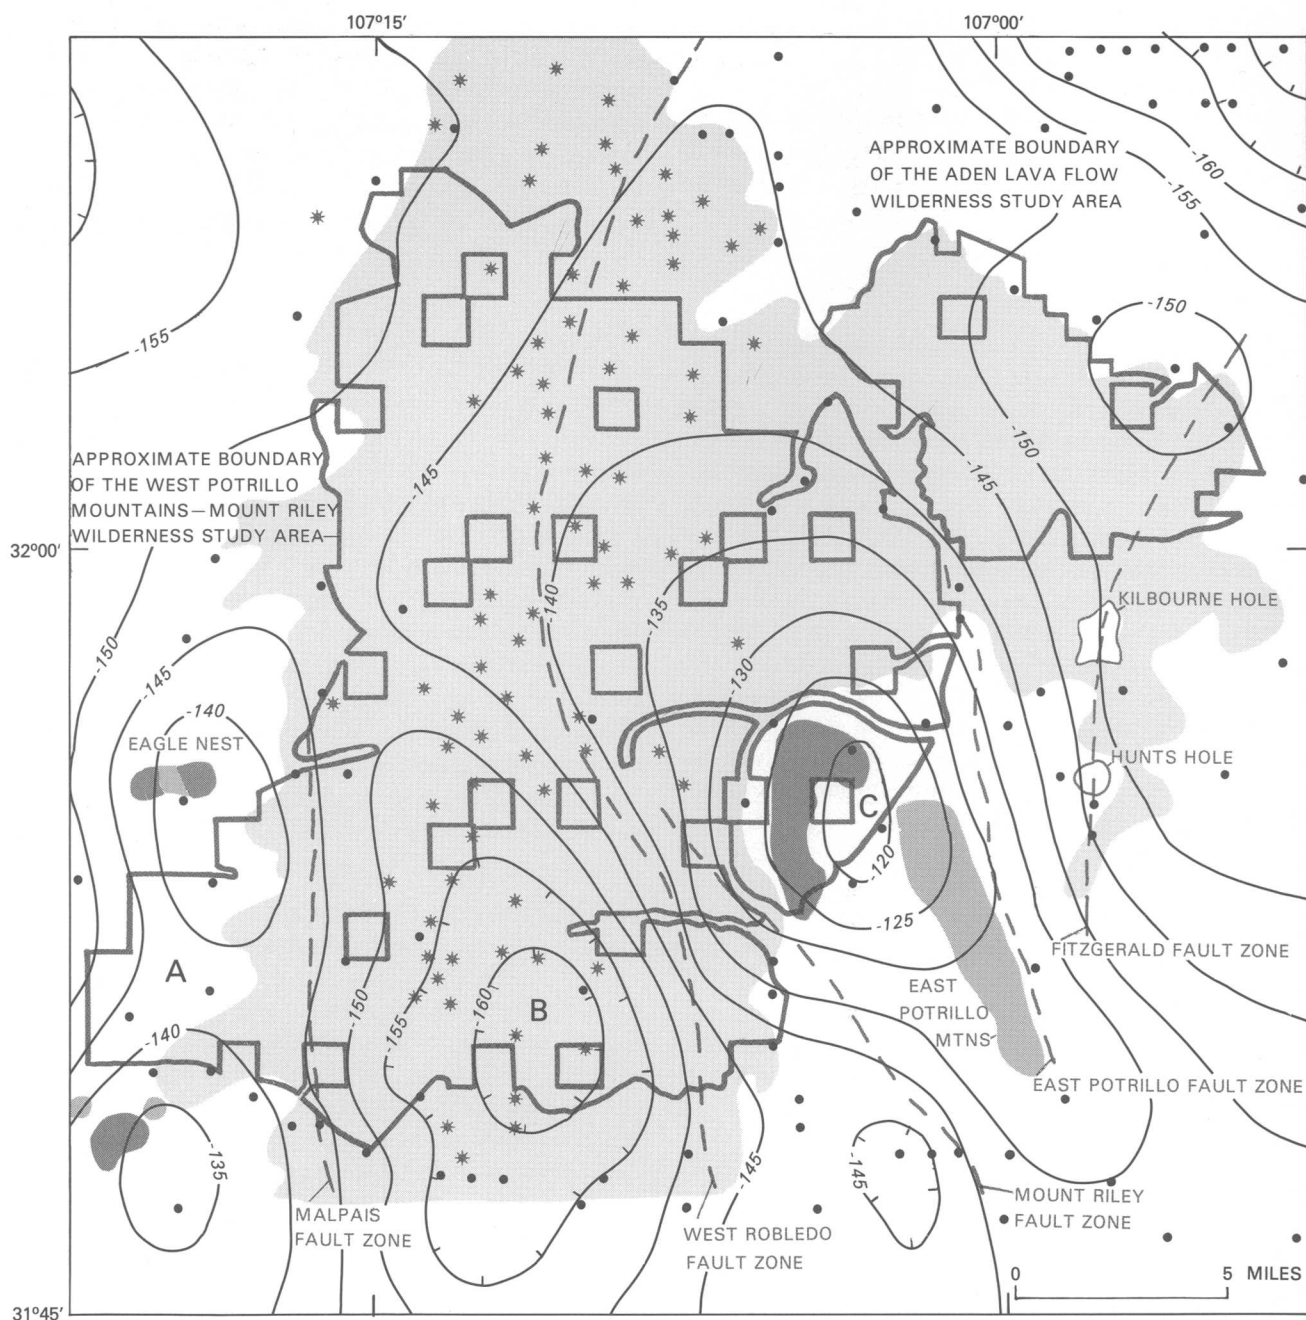 107°15′
107°00′
APPROXIMATE BOUNDARY
OF THE ADEN LAVA FLOW
WILDERNESS STUDY AREA
-160
-155
-150
-155
APPROXIMATE BOUNDARY
OF THE WEST POTRILLO
MOUNTAINS—MOUNT RILEY
WILDERNESS STUDY AREA
-145
-150
-145
32°00′
-140
-135
KILBOURNE HOLE
-150
-145
-130
-140
EAGLE NEST
HUNTS HOLE
C
-120
-125
FITZGERALD FAULT ZONE
A
EAST
POTRILLO
MTNS
B
-160
-150
-155
-140
EAST POTRILLO FAULT ZONE
-135
-145
-145
MOUNT RILEY
FAULT ZONE
MALPAIS
FAULT ZONE
WEST ROBLEDO
FAULT ZONE
0 5 MILES
31°45′